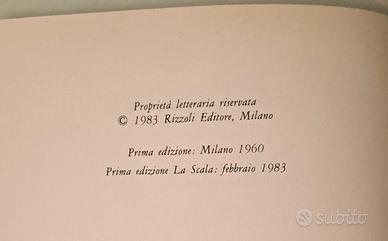 Proprietà letteraria riservata
© 1983 Rizzoli Editore, Milano
Prima edizione: Milano 1960
Prima edizione La Scala: febbraio 1983
subito